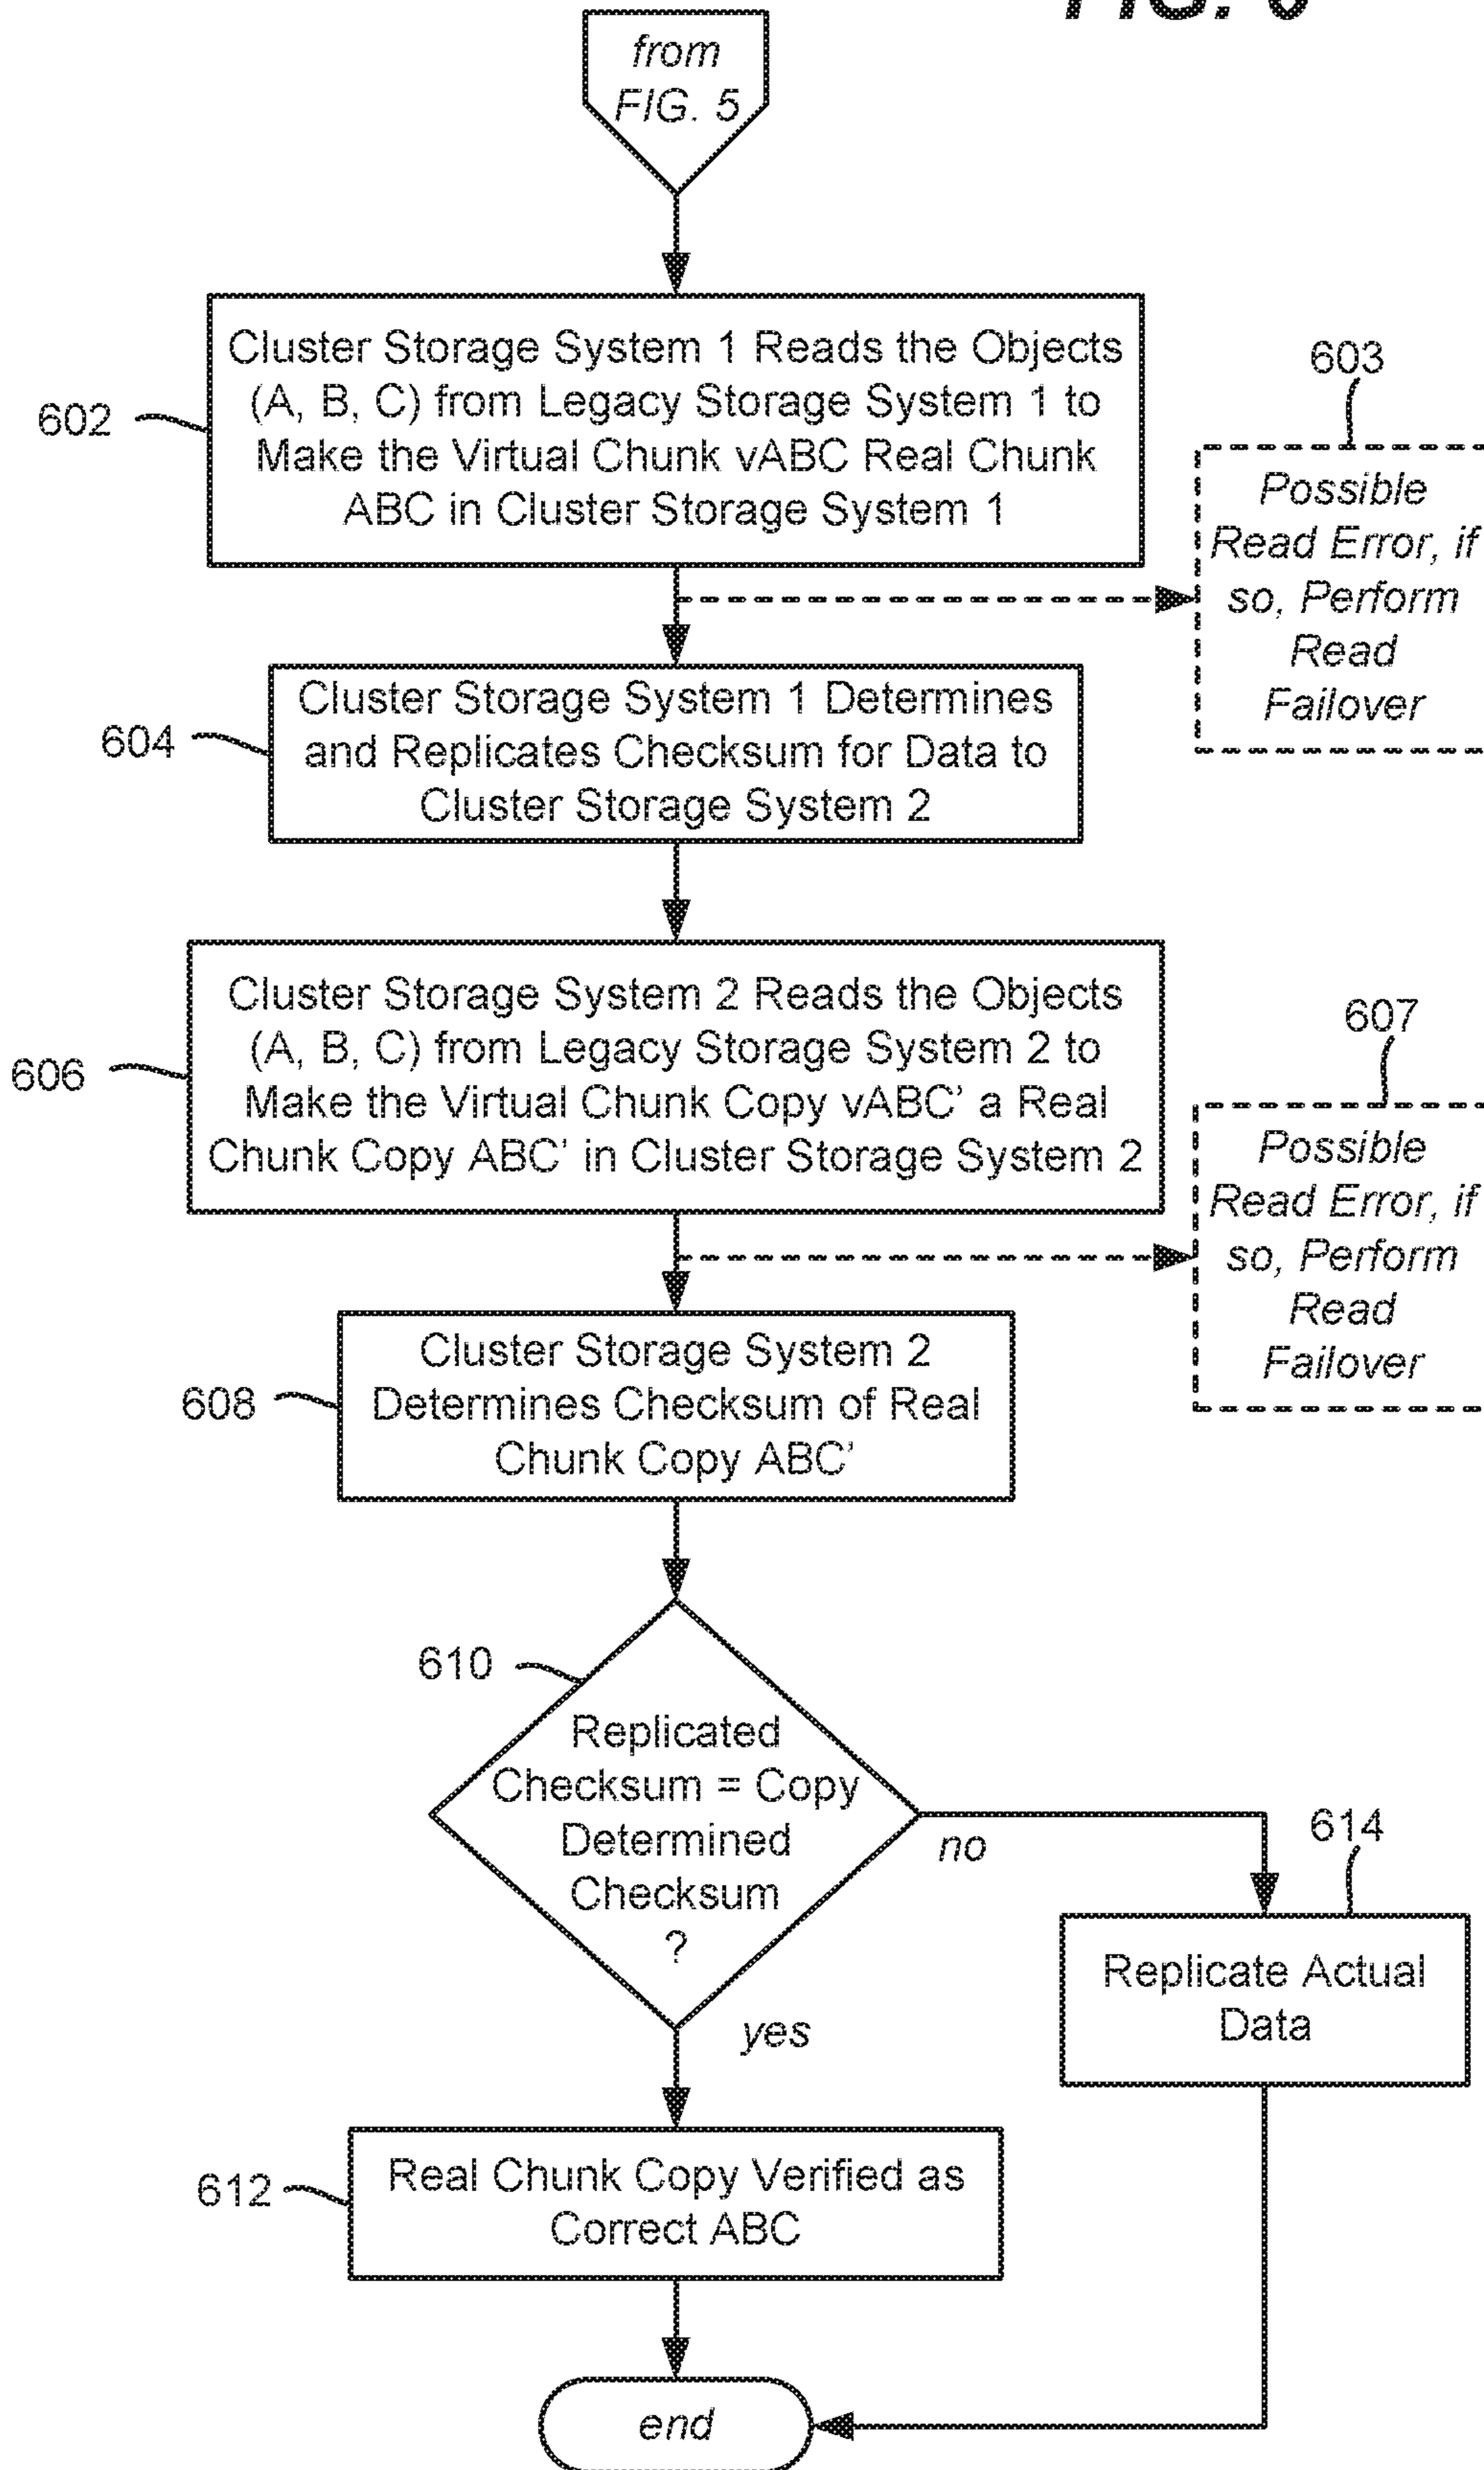 from
FIG. 5
Cluster Storage System 1 Reads the Objects
(A, B, C) from Legacy Storage System 1 to
Make the Virtual Chunk vABC Real Chunk
ABC in Cluster Storage System 1
602
603
Possible
Read Error, if
so, Perform
Read
Failover
Cluster Storage System 1 Determines
and Replicates Checksum for Data to
Cluster Storage System 2
604
Cluster Storage System 2 Reads the Objects
(A, B, C) from Legacy Storage System 2 to
Make the Virtual Chunk Copy vABC’ a Real
Chunk Copy ABC’ in Cluster Storage System 2
606
607
Possible
Read Error, if
so, Perform
Read
Failover
Cluster Storage System 2
Determines Checksum of Real
Chunk Copy ABC’
608
610
Replicated
Checksum = Copy
Determined
Checksum
?
no
yes
614
Replicate Actual
Data
612
Real Chunk Copy Verified as
Correct ABC
end